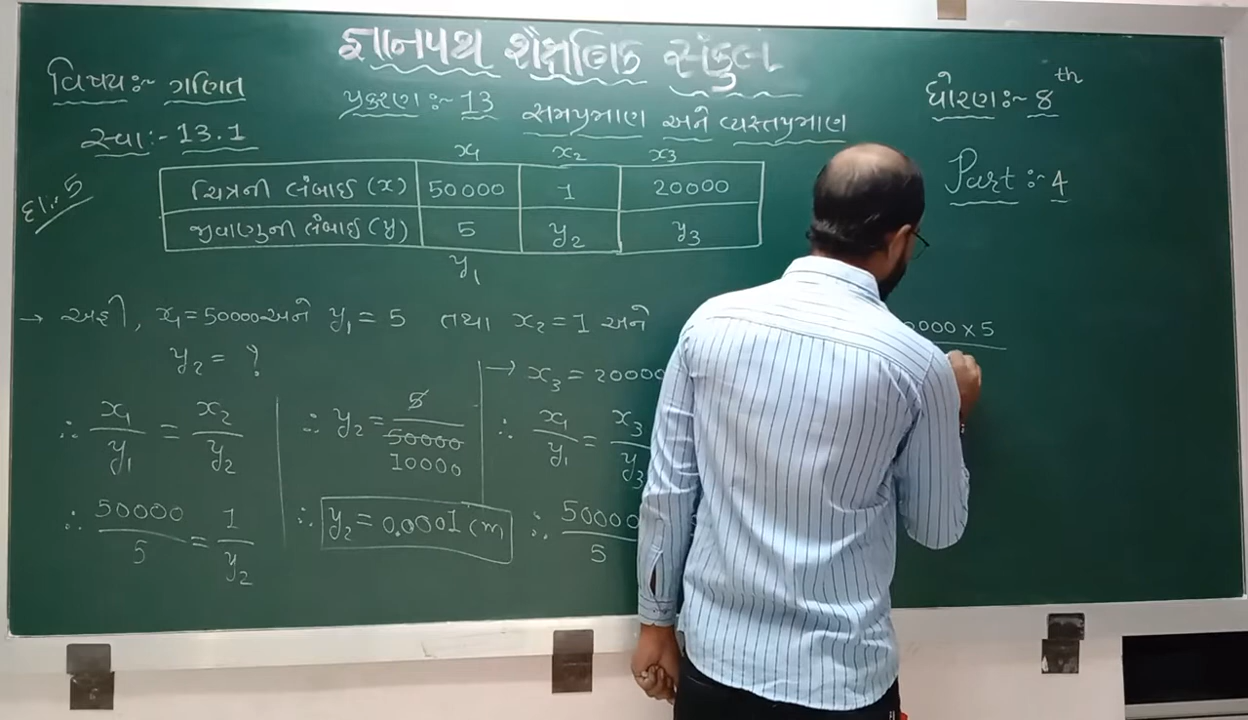 જ્ઞાનપથ શૈક્ષણિક સંકુલ
વિષય:- ગણિત
પ્રકરણ:- 13 સમપ્રમાણ અને વ્યસ્તપ્રમાણ
ધોરણ:- 8th
સ્વા:- 13.1
Part :- 4
દા.:5
x₁ x₂ x₃
ચિત્રની લંબાઈ (x) 50000 1 20000
જીવાણુની લંબાઈ (y) 5 y₂ y₃
y₁
→ અહીં, x₁ = 50000 અને y₁ = 5 તથા x₂ = 1 અને
y₂ = ?
∴ x₁/y₁ = x₂/y₂
∴ 50000/5 = 1/y₂
∴ y₂ = 5/50000
10000
∴ y₂ = 0.0001 cm
→ x₃ = 20000
∴ x₁/y₁ = x₃/y₃
∴ 50000/5
000 × 5